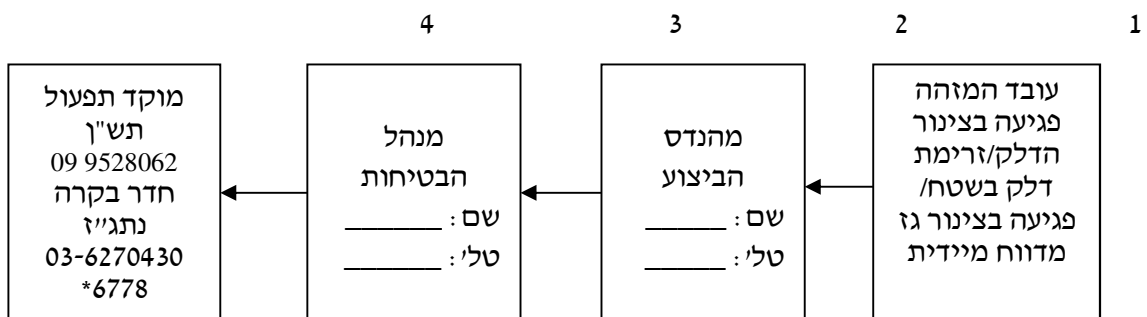 1 2 3 4
עובד המזהה
פגיעה בצינור
הדלק/זרימת
דלק בשטח/
פגיעה בצינור גז
מדווח מיידית
מהנדס
הביצוע
שם: ______
טל': ______
מנהל
הבטיחות
שם: ______
טל': ______
מוקד תפעול
תש"ן
09 9528062
חדר בקרה
נתג"ז
03-6270430
*6778